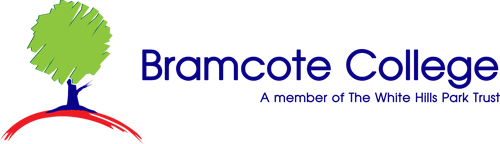 Bramcote College
A member of The White Hills Park Trust